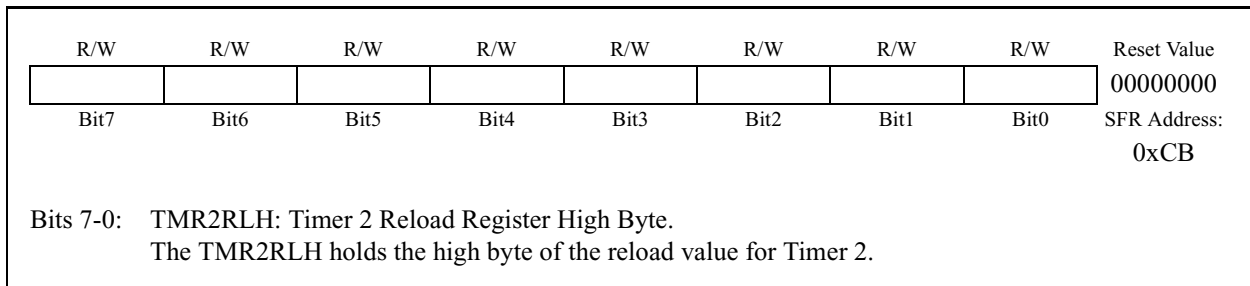 R/W R/W R/W R/W R/W R/W R/W R/W Reset Value
00000000
Bit7 Bit6 Bit5 Bit4 Bit3 Bit2 Bit1 Bit0 SFR Address:
0xCB
Bits 7-0: TMR2RLH: Timer 2 Reload Register High Byte.
The TMR2RLH holds the high byte of the reload value for Timer 2.